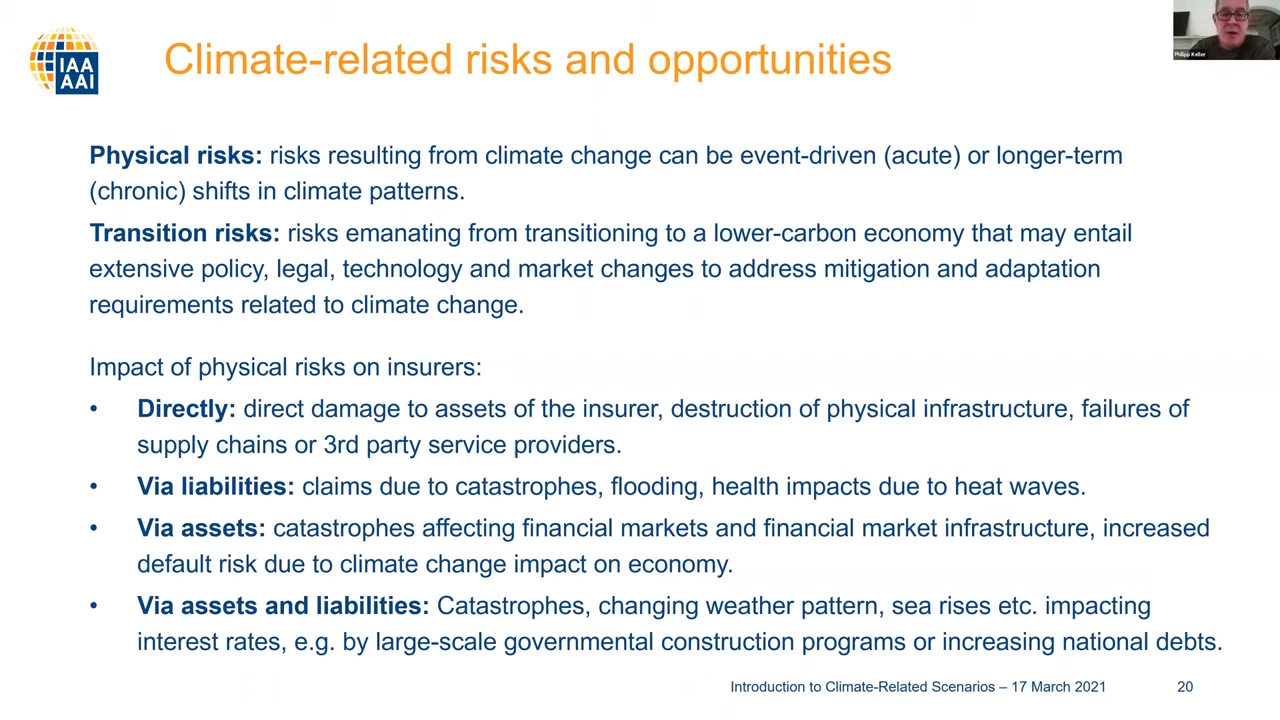 IAA
AAI
Climate-related risks and opportunities
Philipp Keller
Physical risks: risks resulting from climate change can be event-driven (acute) or longer-term
(chronic) shifts in climate patterns.
Transition risks: risks emanating from transitioning to a lower-carbon economy that may entail
extensive policy, legal, technology and market changes to address mitigation and adaptation
requirements related to climate change.
Impact of physical risks on insurers:
• Directly: direct damage to assets of the insurer, destruction of physical infrastructure, failures of
supply chains or 3rd party service providers.
• Via liabilities: claims due to catastrophes, flooding, health impacts due to heat waves.
• Via assets: catastrophes affecting financial markets and financial market infrastructure, increased
default risk due to climate change impact on economy.
• Via assets and liabilities: Catastrophes, changing weather pattern, sea rises etc. impacting
interest rates, e.g. by large-scale governmental construction programs or increasing national debts.
Introduction to Climate-Related Scenarios – 17 March 2021 20